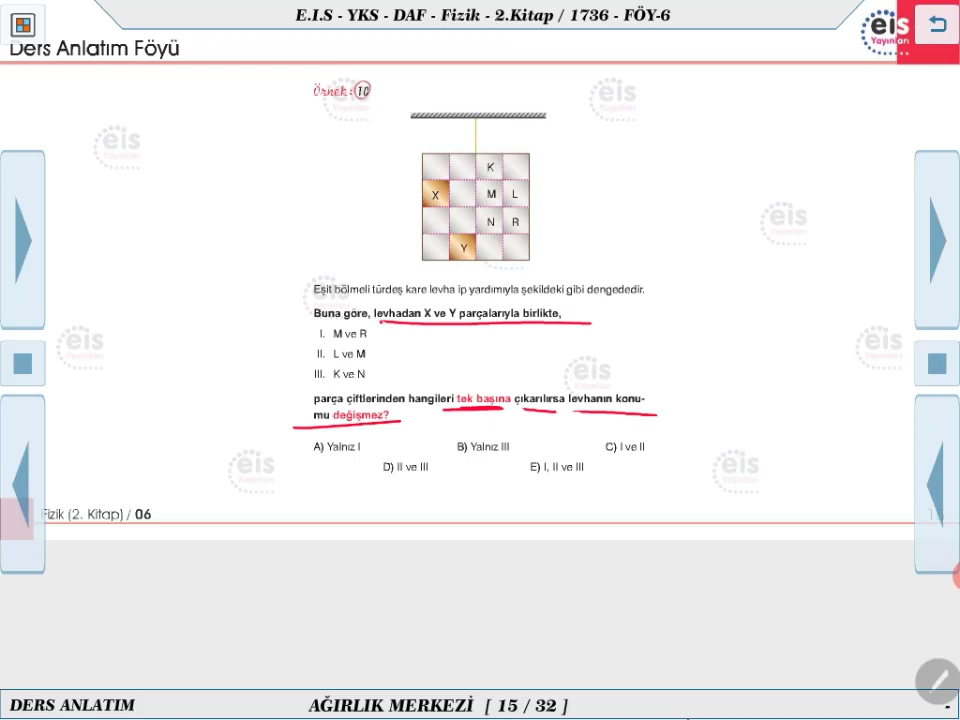 E.I.S - YKS - DAF - Fizik - 2.Kitap / 1736 - FÖY-6
eis
Yayınları
Ders Anlatım Föyü
Örnek: 10
K
X M L
N R
Y
Eşit bölmeli türdeş kare levha ip yardımıyla şekildeki gibi dengededir.
Buna göre, levhadan X ve Y parçalarıyla birlikte,
I. M ve R
II. L ve M
III. K ve N
parça çiftlerinden hangileri tek başına çıkarılırsa levhanın konu-
mu değişmez?
A) Yalnız I B) Yalnız III C) I ve II
D) II ve III E) I, II ve III
Fizik (2. Kitap) / 06
15
DERS ANLATIM AĞIRLIK MERKEZİ [ 15 / 32 ] -